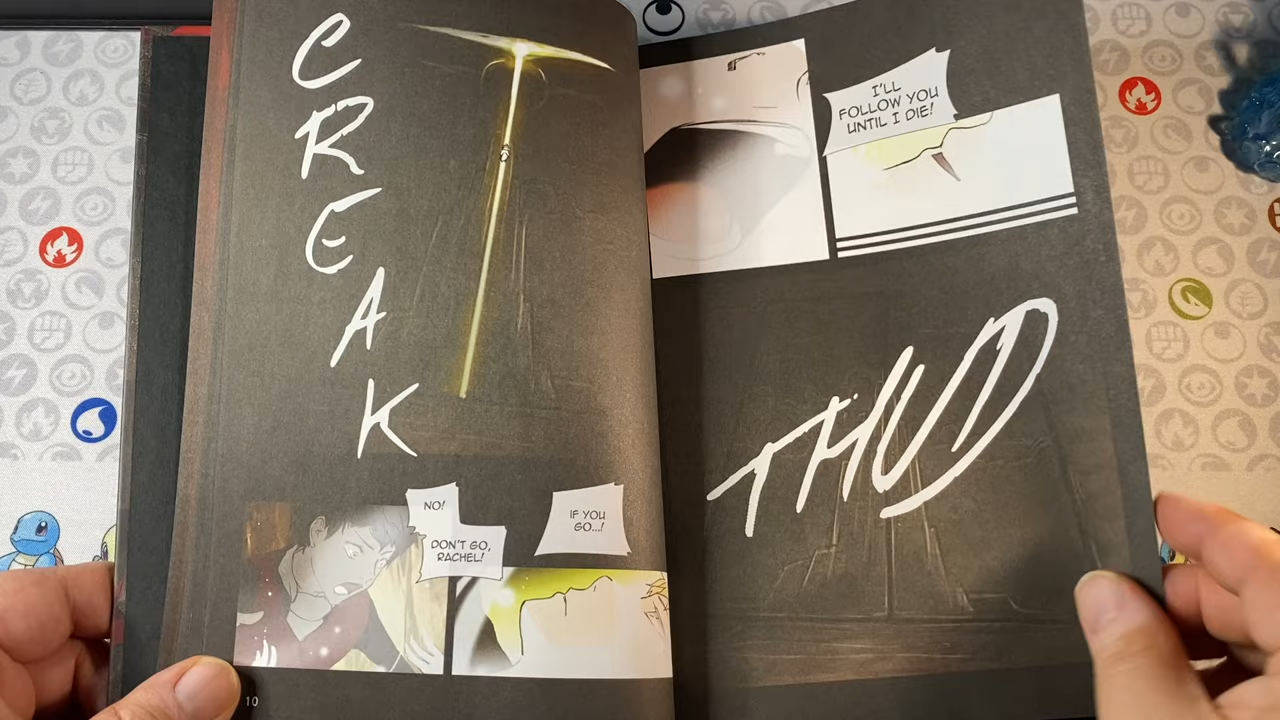 CREAK
NO!
DON'T GO,
RACHEL!
IF YOU
GO...!
10
I'LL
FOLLOW YOU
UNTIL I DIE!
THUD